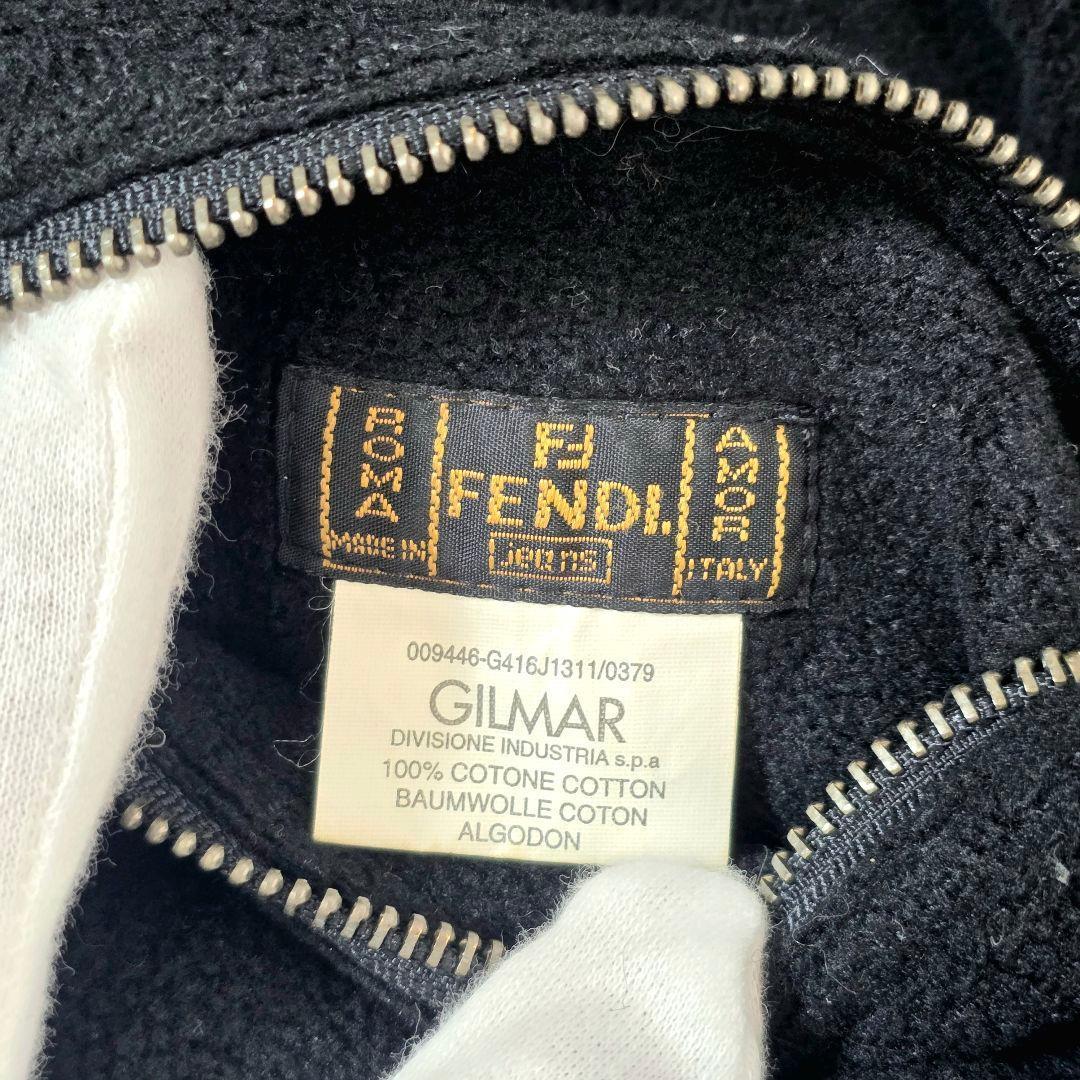 ROMA
MADE IN
FF
FENDI.
jeans
AMOR
ITALY
009446-G416J1311/0379
GILMAR
DIVISIONE INDUSTRIA s.p.a
100% COTONE COTTON
BAUMWOLLE COTON
ALGODON